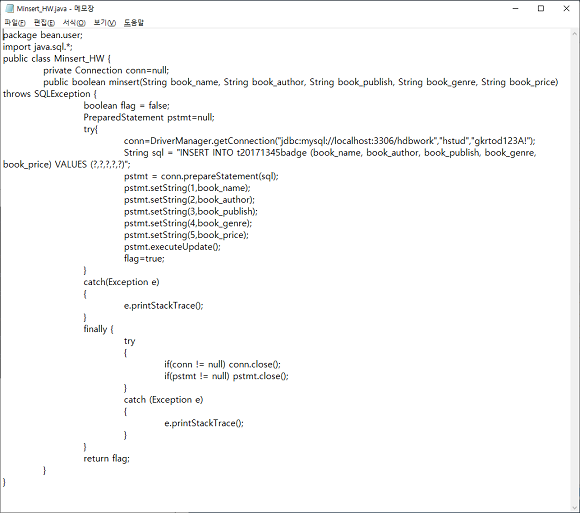 Minsert_HW.java - 메모장
파일(F) 편집(E) 서식(O) 보기(V) 도움말
package bean.user;
import java.sql.*;
public class Minsert_HW {
private Connection conn=null;
public boolean minsert(String book_name, String book_author, String book_publish, String book_genre, String book_price)
throws SQLException {
boolean flag = false;
PreparedStatement pstmt=null;
try{
conn=DriverManager.getConnection("jdbc:mysql://localhost:3306/hdbwork","hstud","gkrtod123A!");
String sql = "INSERT INTO t20171345badge (book_name, book_author, book_publish, book_genre,
book_price) VALUES (?,?,?,?,?)";
pstmt = conn.prepareStatement(sql);
pstmt.setString(1,book_name);
pstmt.setString(2,book_author);
pstmt.setString(3,book_publish);
pstmt.setString(4,book_genre);
pstmt.setString(5,book_price);
pstmt.executeUpdate();
flag=true;
}
catch(Exception e)
{
e.printStackTrace();
}
finally {
try
{
if(conn != null) conn.close();
if(pstmt != null) pstmt.close();
}
catch (Exception e)
{
e.printStackTrace();
}
}
return flag;
}
}